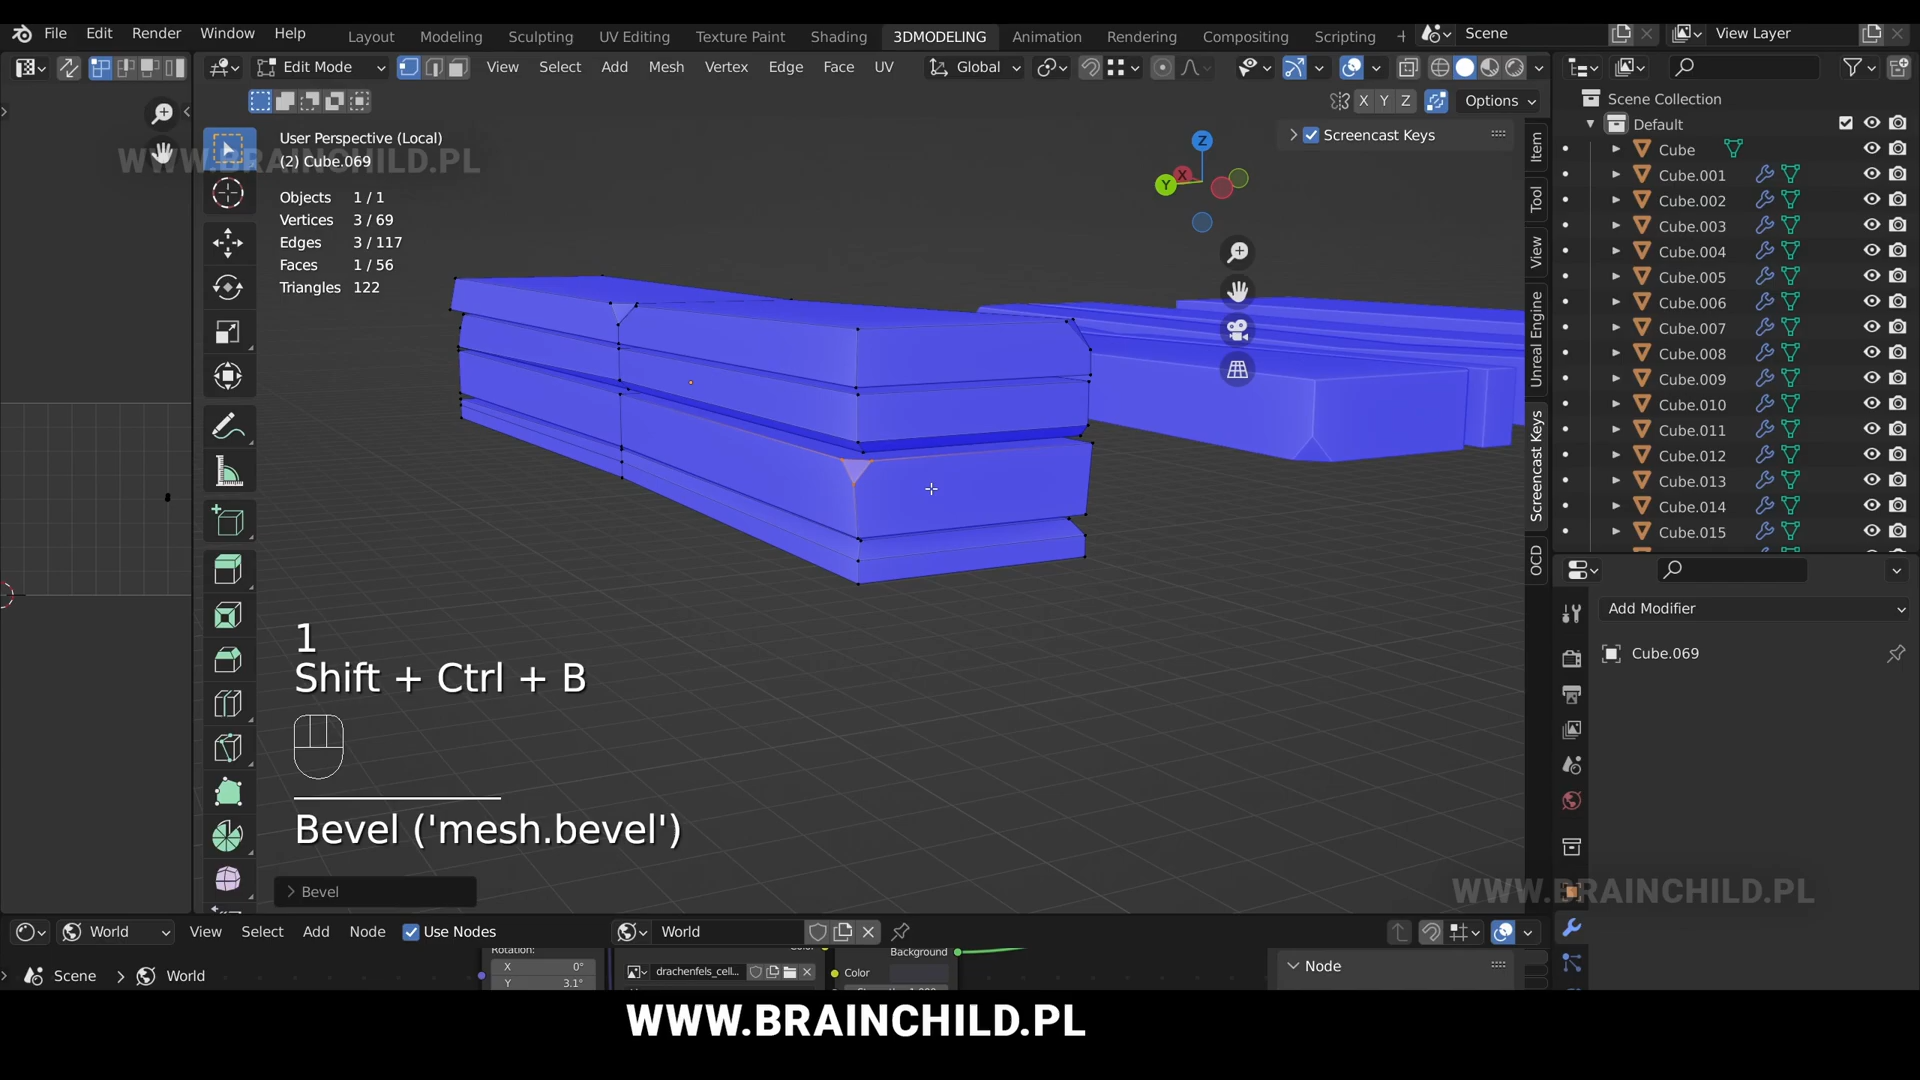 File Edit Render Window Help Layout Modeling Sculpting UV Editing Texture Paint Shading 3DMODELING Animation Rendering Compositing Scripting + Scene View Layer
Edit Mode View Select Add Mesh Vertex Edge Face UV Global
X Y Z Options
User Perspective (Local)
(2) Cube.069
WWW.BRAINCHILD.PL
Objects 1 / 1
Vertices 3 / 69
Edges 3 / 117
Faces 1 / 56
Triangles 122
Screencast Keys
Z
Y
X
Item
Tool
View
Unreal Engine
Screencast Keys
OCD
Scene Collection
Default
Cube
Cube.001
Cube.002
Cube.003
Cube.004
Cube.005
Cube.006
Cube.007
Cube.008
Cube.009
Cube.010
Cube.011
Cube.012
Cube.013
Cube.014
Cube.015
Add Modifier
Cube.069
1
Shift + Ctrl + B
Bevel ('mesh.bevel')
Bevel
WWW.BRAINCHILD.PL
World View Select Add Node Use Nodes World
Scene > World
Rotation:
X 0°
Y 3.1°
drachenfels_cell...
Background
Color
Node
WWW.BRAINCHILD.PL